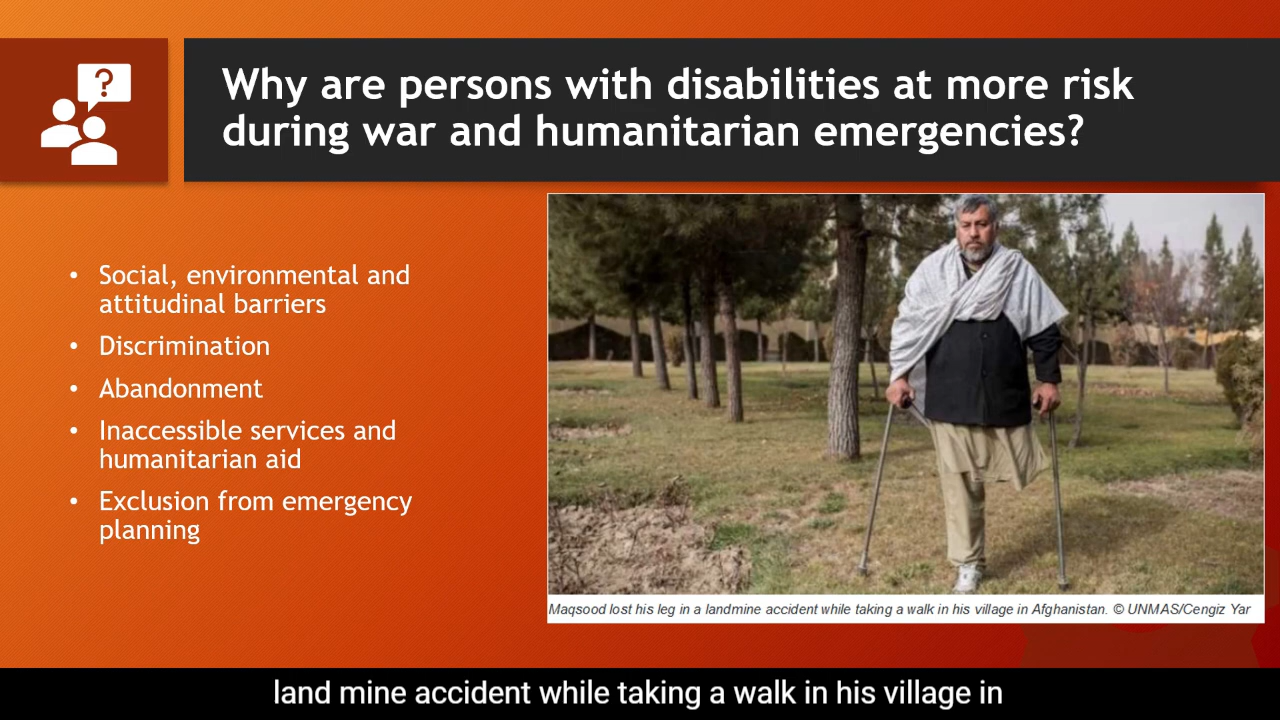 ?
Why are persons with disabilities at more risk
during war and humanitarian emergencies?
• Social, environmental and
attitudinal barriers
• Discrimination
• Abandonment
• Inaccessible services and
humanitarian aid
• Exclusion from emergency
planning
Maqsood lost his leg in a landmine accident while taking a walk in his village in Afghanistan. © UNMAS/Cengiz Yar
land mine accident while taking a walk in his village in